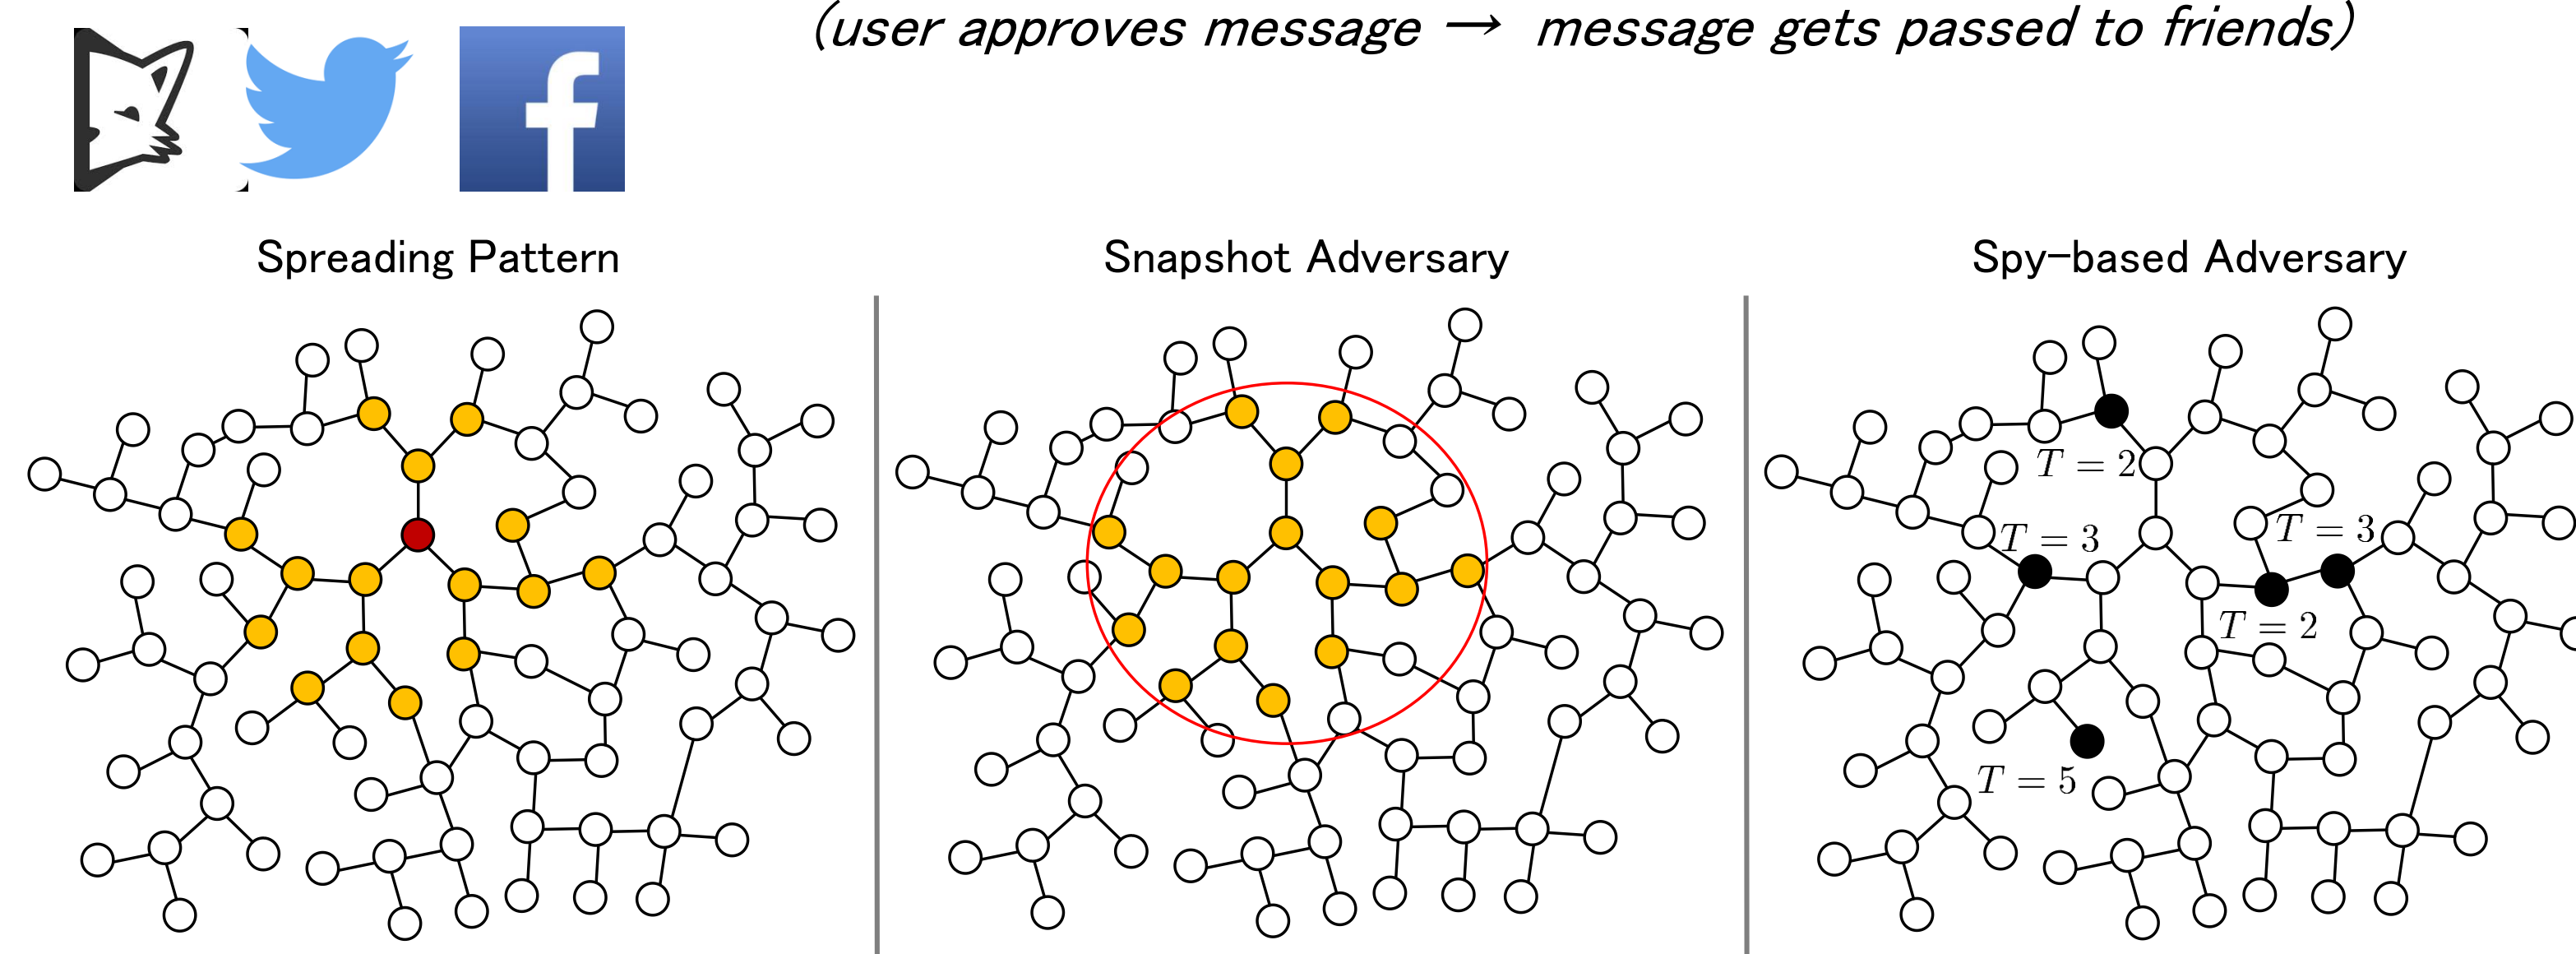 (user approves message → message gets passed to friends)
f
Spreading Pattern
Snapshot Adversary
Spy-based Adversary
T = 2
T = 3
T = 3
T = 2
T = 5